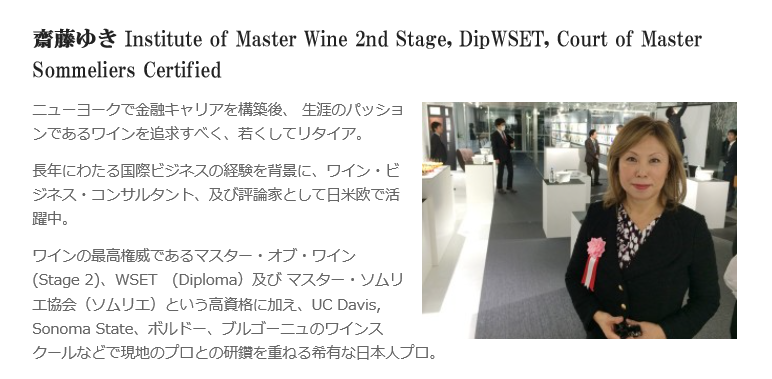 齋藤ゆき Institute of Master Wine 2nd Stage, DipWSET, Court of Master
Sommeliers Certified
ニューヨークで金融キャリアを構築後、 生涯のパッショ
ンであるワインを追求すべく、若くしてリタイア。
長年にわたる国際ビジネスの経験を背景に、ワイン・ビ
ジネス・コンサルタント、及び評論家として日米欧で活
躍中。
ワインの最高権威であるマスター・オブ・ワイン
(Stage 2)、WSET （Diploma）及び マスター・ソムリ
エ協会（ソムリエ）という高資格に加え、UC Davis,
Sonoma State、ボルドー、ブルゴーニュのワインス
クールなどで現地のプロとの研鑽を重ねる希有な日本人プロ。